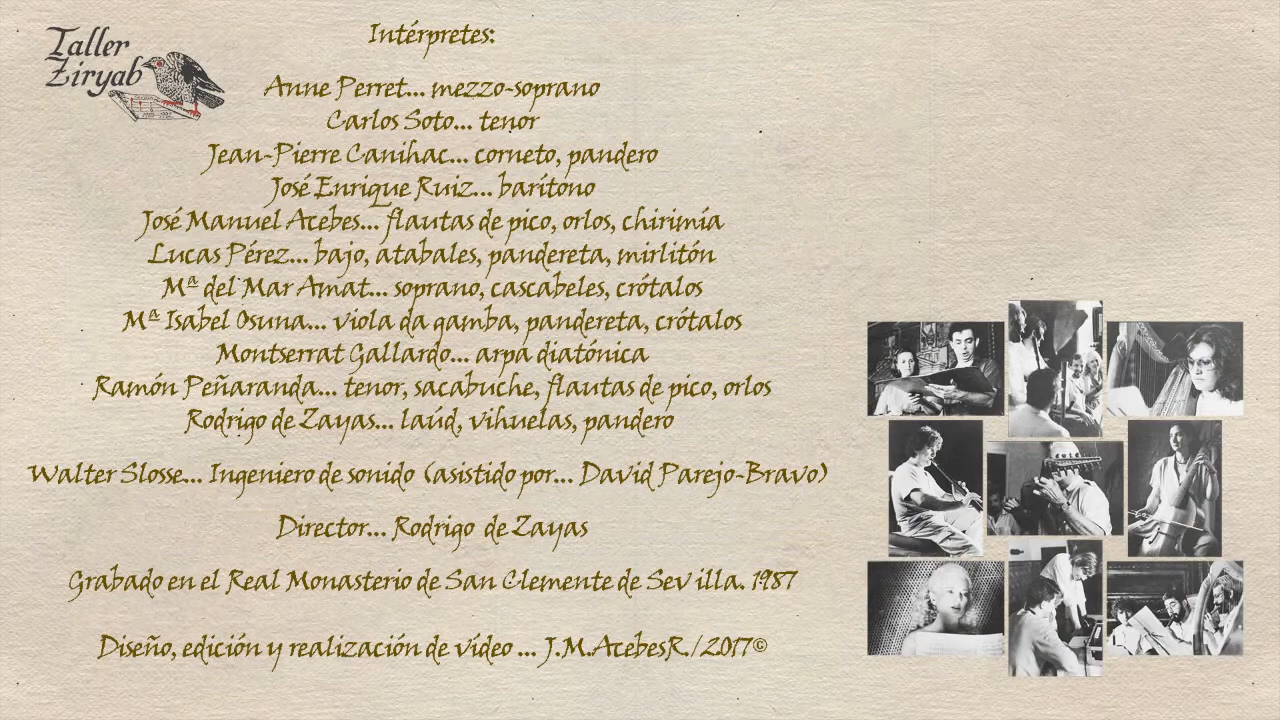 Taller
Ziryab
Intérpretes:
Anne Perret... mezzo-soprano
Carlos Soto... tenor
Jean-Pierre Canihac... corneto, pandero
José Enrique Ruiz... barítono
José Manuel Acebes... flautas de pico, orlos, chirimía
Lucas Pérez... bajo, atabales, pandereta, mirlitón
Mª del Mar Amat... soprano, cascabeles, crótalos
Mª Isabel Osuna... viola da gamba, pandereta, crótalos
Montserrat Gallardo... arpa diatónica
Ramón Peñaranda... tenor, sacabuche, flautas de pico, orlos
Rodrigo de Zayas... laúd, vihuelas, pandero
Walter Slosse... Ingeniero de sonido (asistido por... David Parejo-Bravo)
Director... Rodrigo de Zayas
Grabado en el Real Monasterio de San Clemente de Sevilla. 1987
Diseño, edición y realización de vídeo ... J.M.AcebesR./2017©